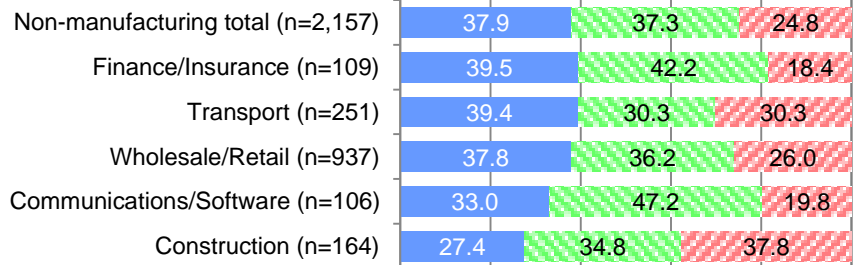 Non-manufacturing total (n=2,157) 37.9 37.3 24.8
Finance/Insurance (n=109) 39.5 42.2 18.4
Transport (n=251) 39.4 30.3 30.3
Wholesale/Retail (n=937) 37.8 36.2 26.0
Communications/Software (n=106) 33.0 47.2 19.8
Construction (n=164) 27.4 34.8 37.8